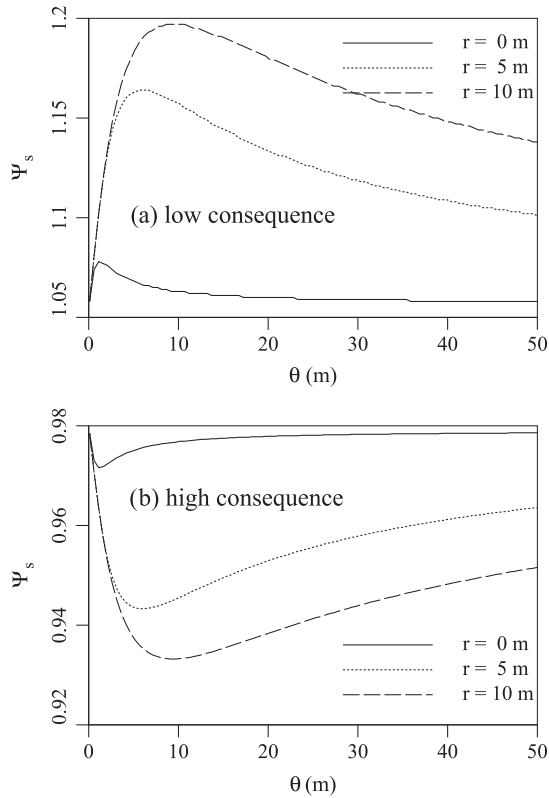 1.2
1.15
1.1
1.05
Ψs
r = 0 m
r = 5 m
r = 10 m
(a) low consequence
0 10 20 30 40 50
θ (m)
0.98
0.96
0.94
0.92
Ψs
(b) high consequence
r = 0 m
r = 5 m
r = 10 m
0 10 20 30 40 50
θ (m)